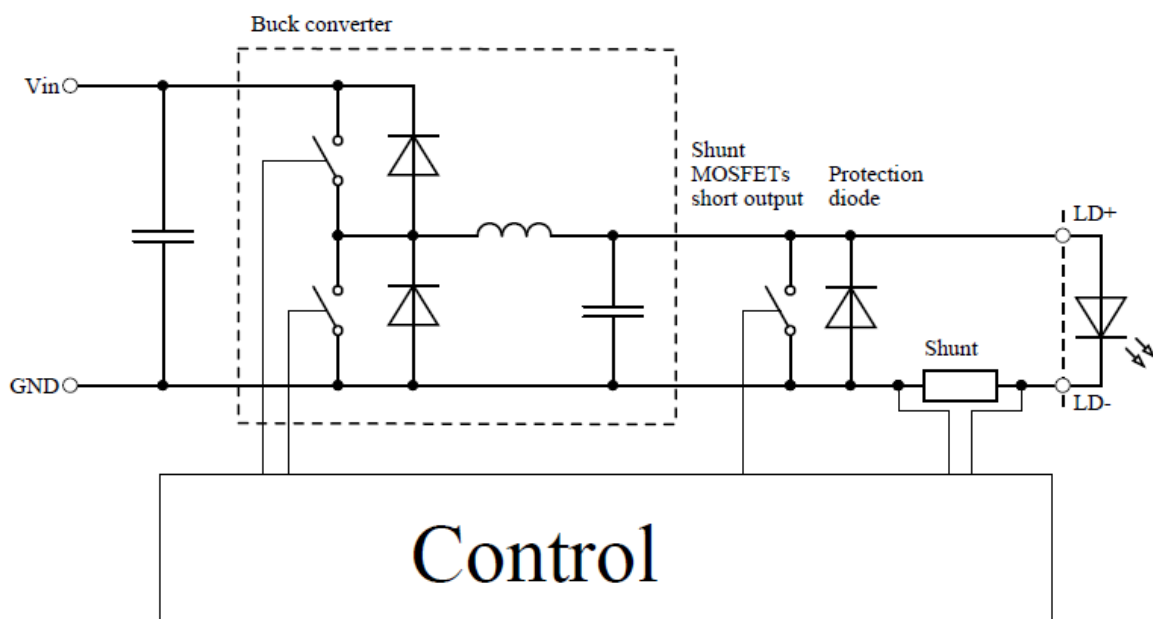 Buck converter
Vin
Shunt
MOSFETs
short output
Protection
diode
LD+
Shunt
GND
LD-
Control